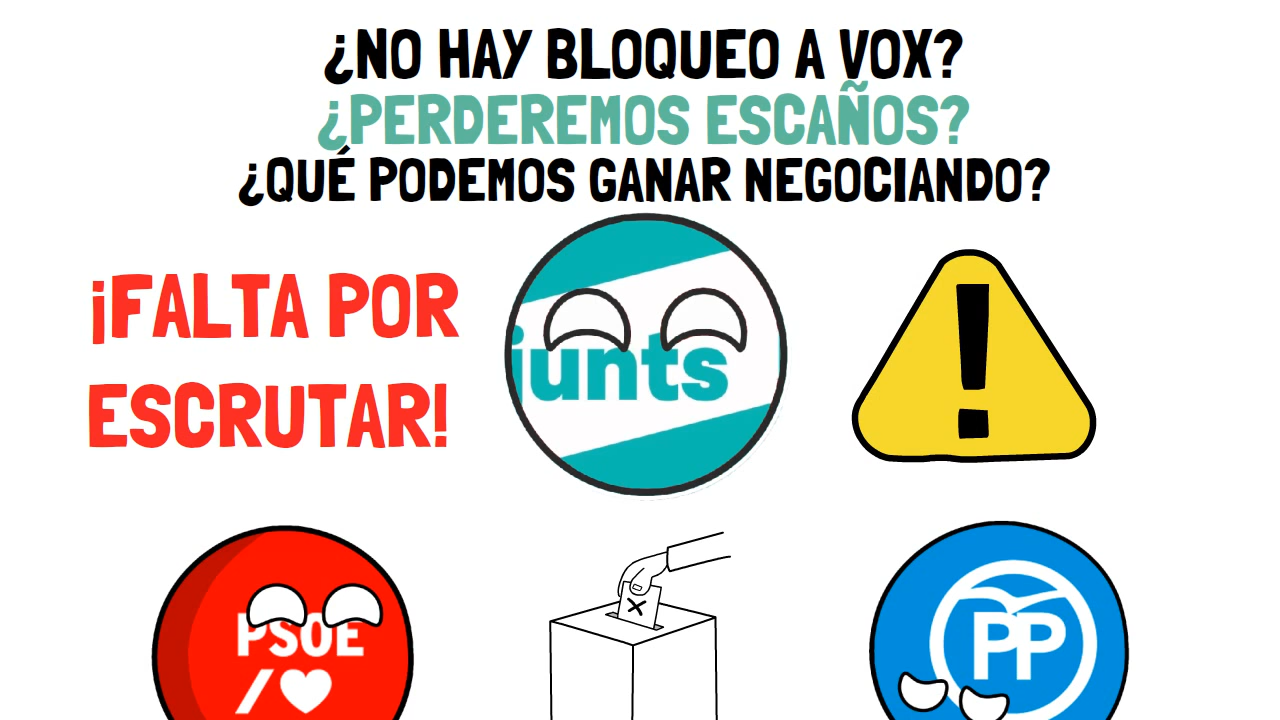 ¿NO HAY BLOQUEO A VOX?
¿PERDEREMOS ESCAÑOS?
¿QUÉ PODEMOS GANAR NEGOCIANDO?
¡FALTA POR
ESCRUTAR!
junts
PSOE
PP